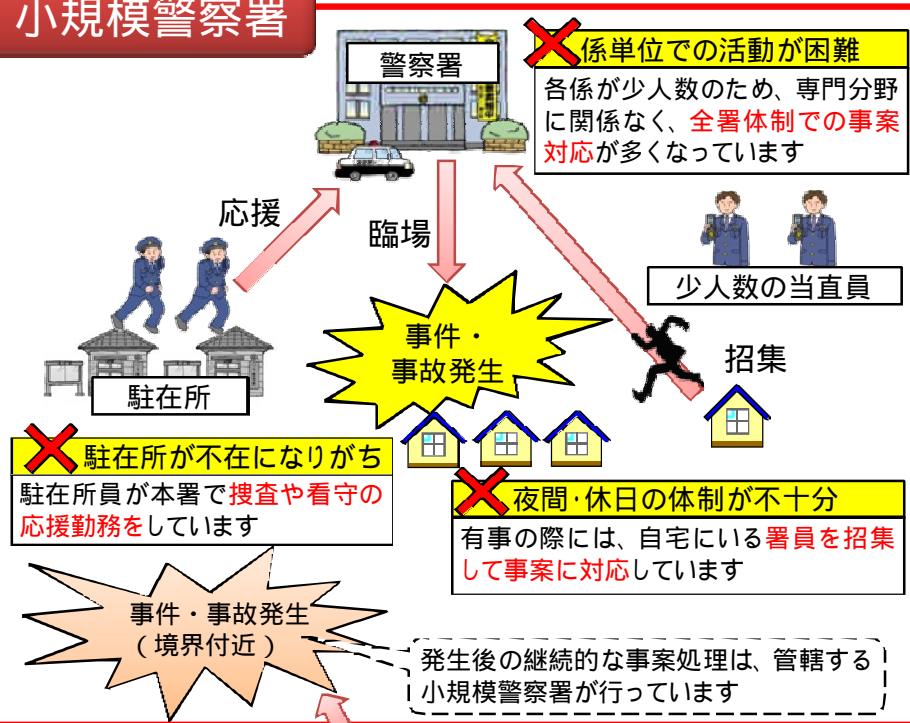 小規模警察署
警察署
係単位での活動が困難
各係が少人数のため、専門分野
に関係なく、全署体制での事案
対応が多くなっています
応援
臨場
少人数の当直員
事件・
事故発生
招集
駐在所
駐在所が不在になりがち
駐在所員が本署で捜査や看守の
応援勤務をしています
夜間・休日の体制が不十分
有事の際には、自宅にいる署員を招集
して事案に対応しています
事件・事故発生
(境界付近)
発生後の継続的な事案処理は、管轄する
小規模警察署が行っています